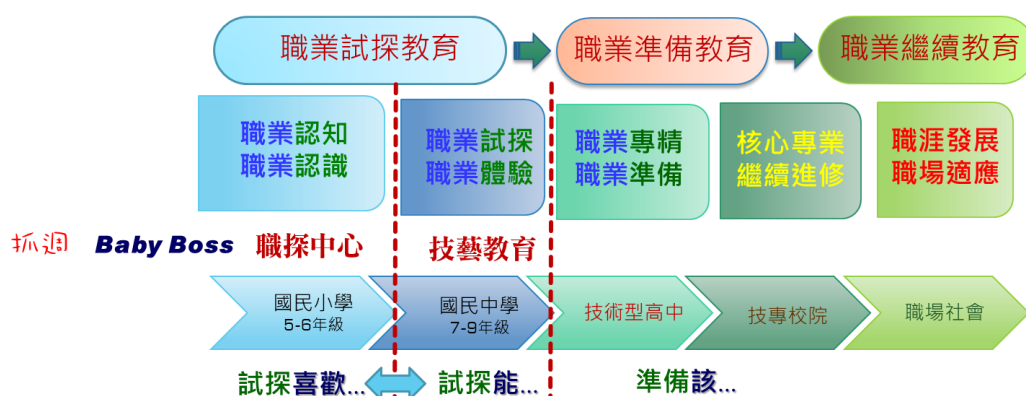 職業試探教育
職業準備教育
職業繼續教育
職業認知
職業認識
職業試探
職業體驗
職業專精
職業準備
核心專業
繼續進修
職涯發展
職場適應
抓週 Baby Boss 職探中心 技藝教育
國民小學
5-6年級
國民中學
7-9年級
技術型高中
技專校院
職場社會
試探喜歡...
試探能...
準備該...